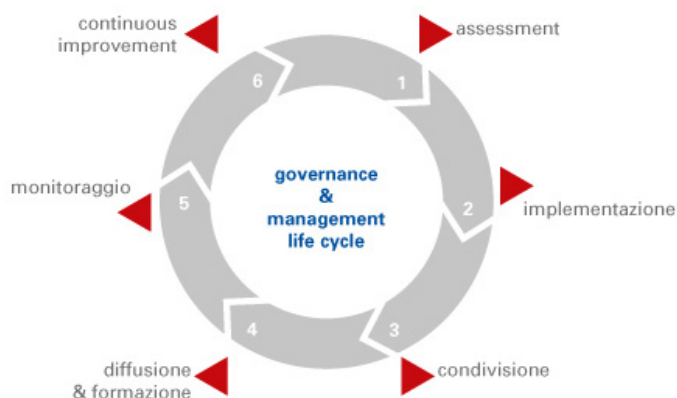 continuous
improvement
assessment
6
1
monitoraggio
5
governance
&
management
life cycle
2
implementazione
4
3
diffusione
& formazione
condivisione